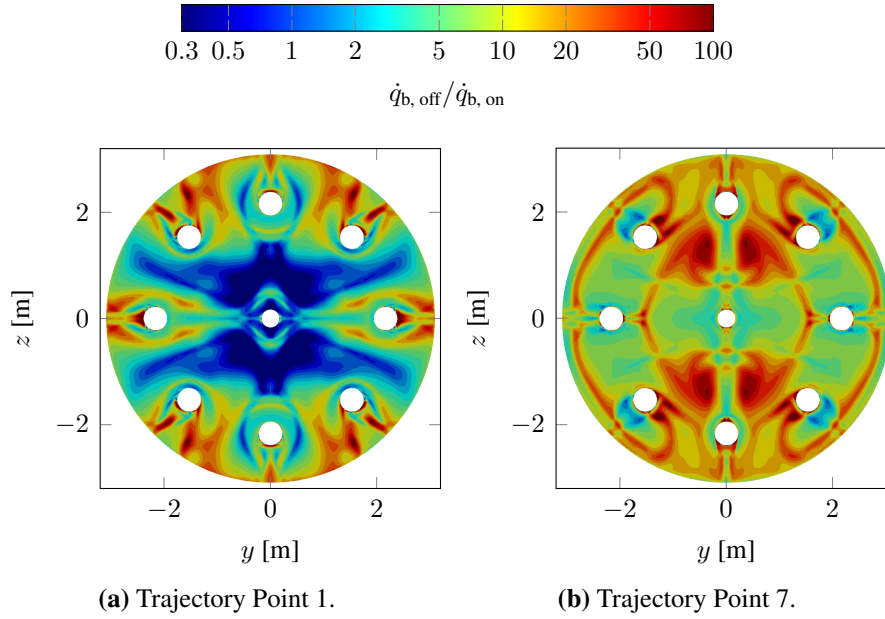 0.3 0.5 1 2 5 10 20 50 100
q̇b, off/q̇b, on
2
0
−2
z [m]
−2 0 2
y [m]
2
0
−2
z [m]
−2 0 2
y [m]
(a) Trajectory Point 1.
(b) Trajectory Point 7.